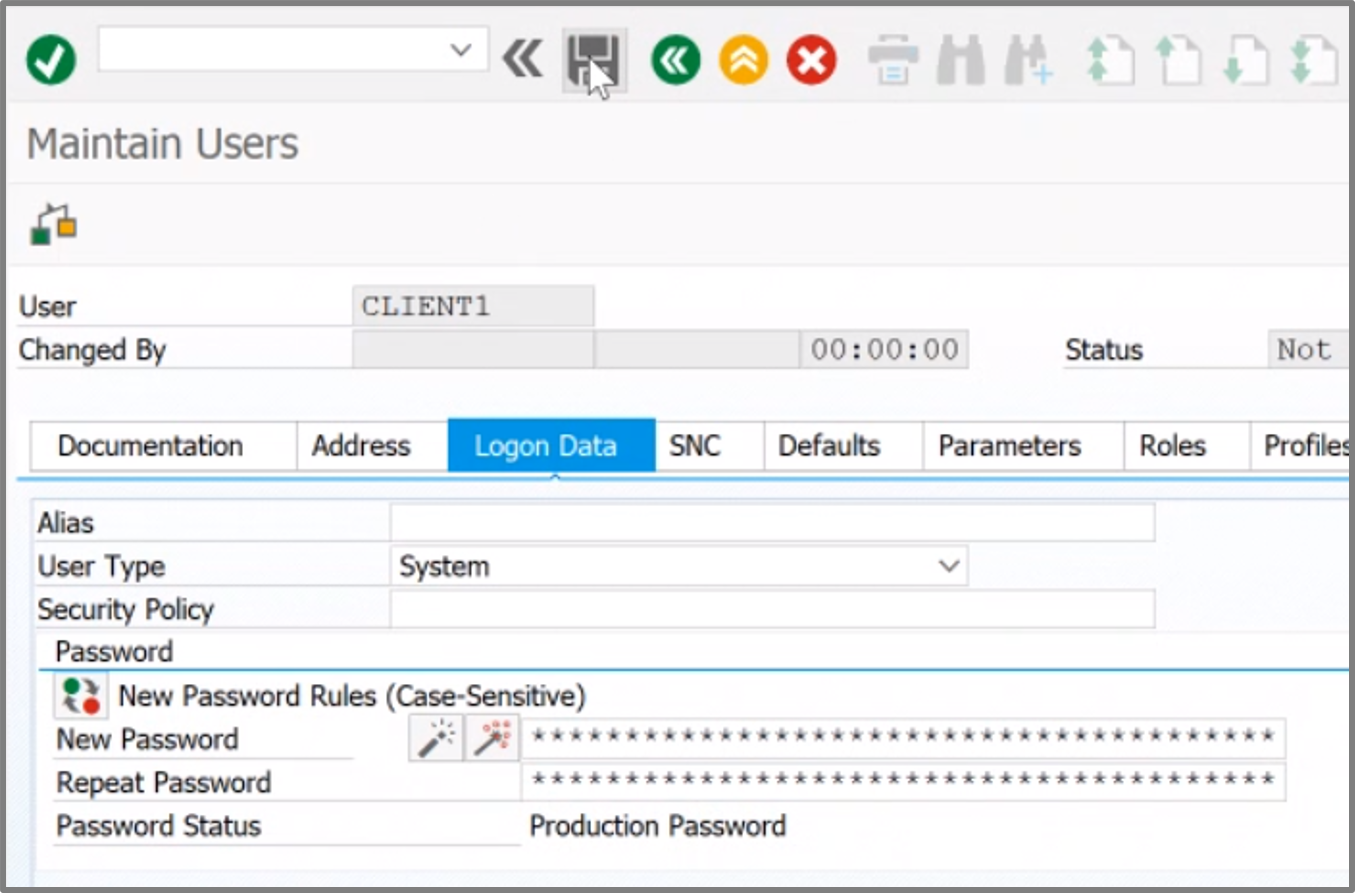 Maintain Users
User CLIENT1
Changed By 00:00:00 Status Not
Documentation Address Logon Data SNC Defaults Parameters Roles Profiles
Alias
User Type System
Security Policy
Password
New Password Rules (Case-Sensitive)
New Password ****************************************
Repeat Password ****************************************
Password Status Production Password